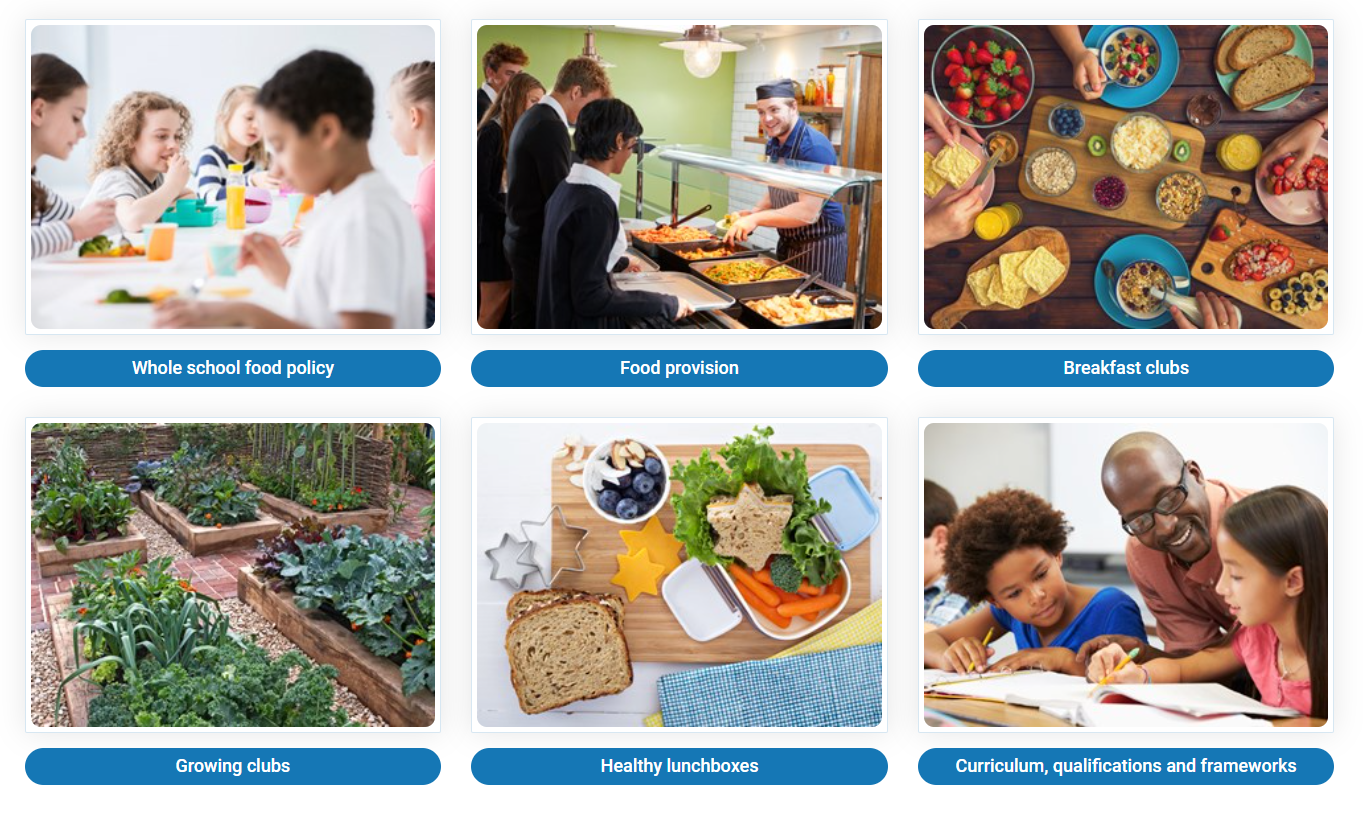 Whole school food policy
Food provision
Breakfast clubs
Growing clubs
Healthy lunchboxes
Curriculum, qualifications and frameworks